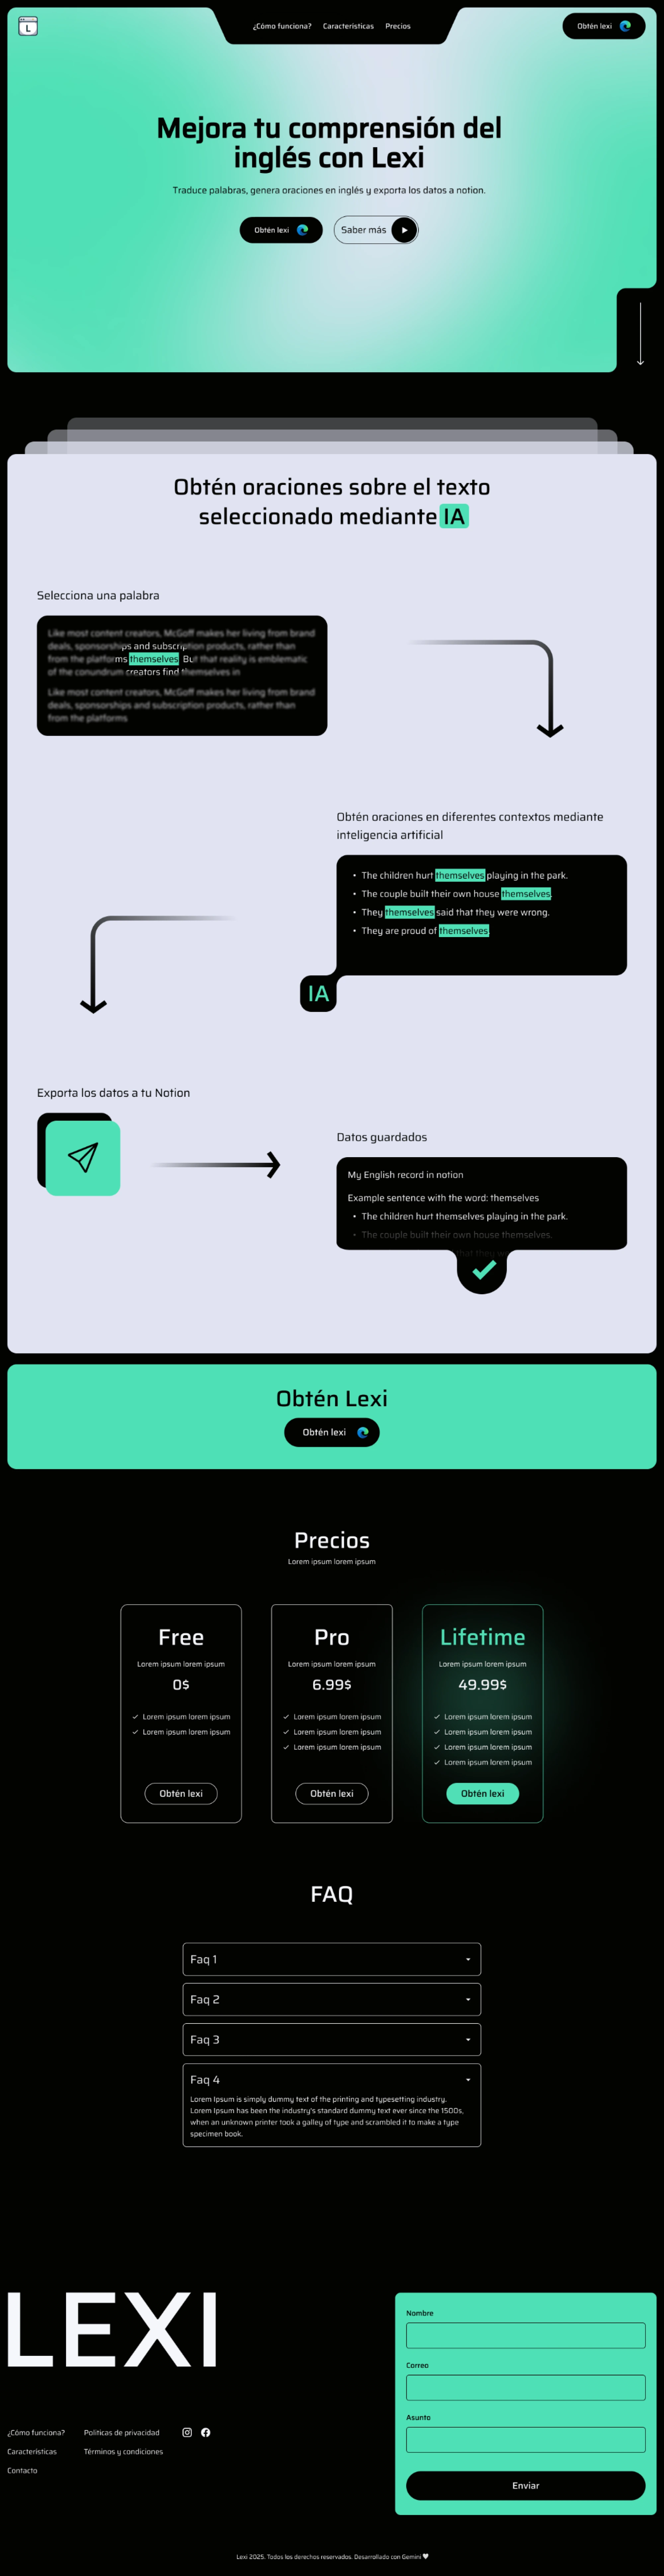 L
¿Cómo funciona? Características Precios
Obtén lexi
Mejora tu comprensión del
inglés con Lexi
Traduce palabras, genera oraciones en inglés y exporta los datos a notion.
Obtén lexi
Saber más
Obtén oraciones sobre el texto
seleccionado mediante IA
Selecciona una palabra
Like most content creators, McGoff makes her living from brand
deals, sponsorships and subscription products, rather than
from the platforms themselves. But that reality is emblematic
of the conundrum creators find themselves in
Like most content creators, McGoff makes her living from brand
deals, sponsorships and subscription products, rather than
from the platforms
Obtén oraciones en diferentes contextos mediante
inteligencia artificial
• The children hurt themselves playing in the park.
• The couple built their own house themselves.
• They themselves said that they were wrong.
• They are proud of themselves
IA
Exporta los datos a tu Notion
Datos guardados
My English record in notion
Example sentence with the word: themselves
• The children hurt themselves playing in the park.
• The couple built their own house themselves.
Obtén Lexi
Obtén lexi
Precios
Lorem ipsum lorem ipsum
Free
Lorem ipsum lorem ipsum
0$
Lorem ipsum lorem ipsum
Lorem ipsum lorem ipsum
Obtén lexi
Pro
Lorem ipsum lorem ipsum
6.99$
Lorem ipsum lorem ipsum
Lorem ipsum lorem ipsum
Lorem ipsum lorem ipsum
Obtén lexi
Lifetime
Lorem ipsum lorem ipsum
49.99$
Lorem ipsum lorem ipsum
Lorem ipsum lorem ipsum
Lorem ipsum lorem ipsum
Lorem ipsum lorem ipsum
Obtén lexi
FAQ
Faq 1
Faq 2
Faq 3
Faq 4
Lorem Ipsum is simply dummy text of the printing and typesetting industry.
Lorem Ipsum has been the industry's standard dummy text ever since the 1500s,
when an unknown printer took a galley of type and scrambled it to make a type
specimen book.
LEXI
¿Cómo funciona?
Características
Contacto
Politicas de privacidad
Términos y condiciones
Nombre
Correo
Asunto
Enviar
Lexi 2025. Todos los derechos reservados. Desarrollado con Gemini